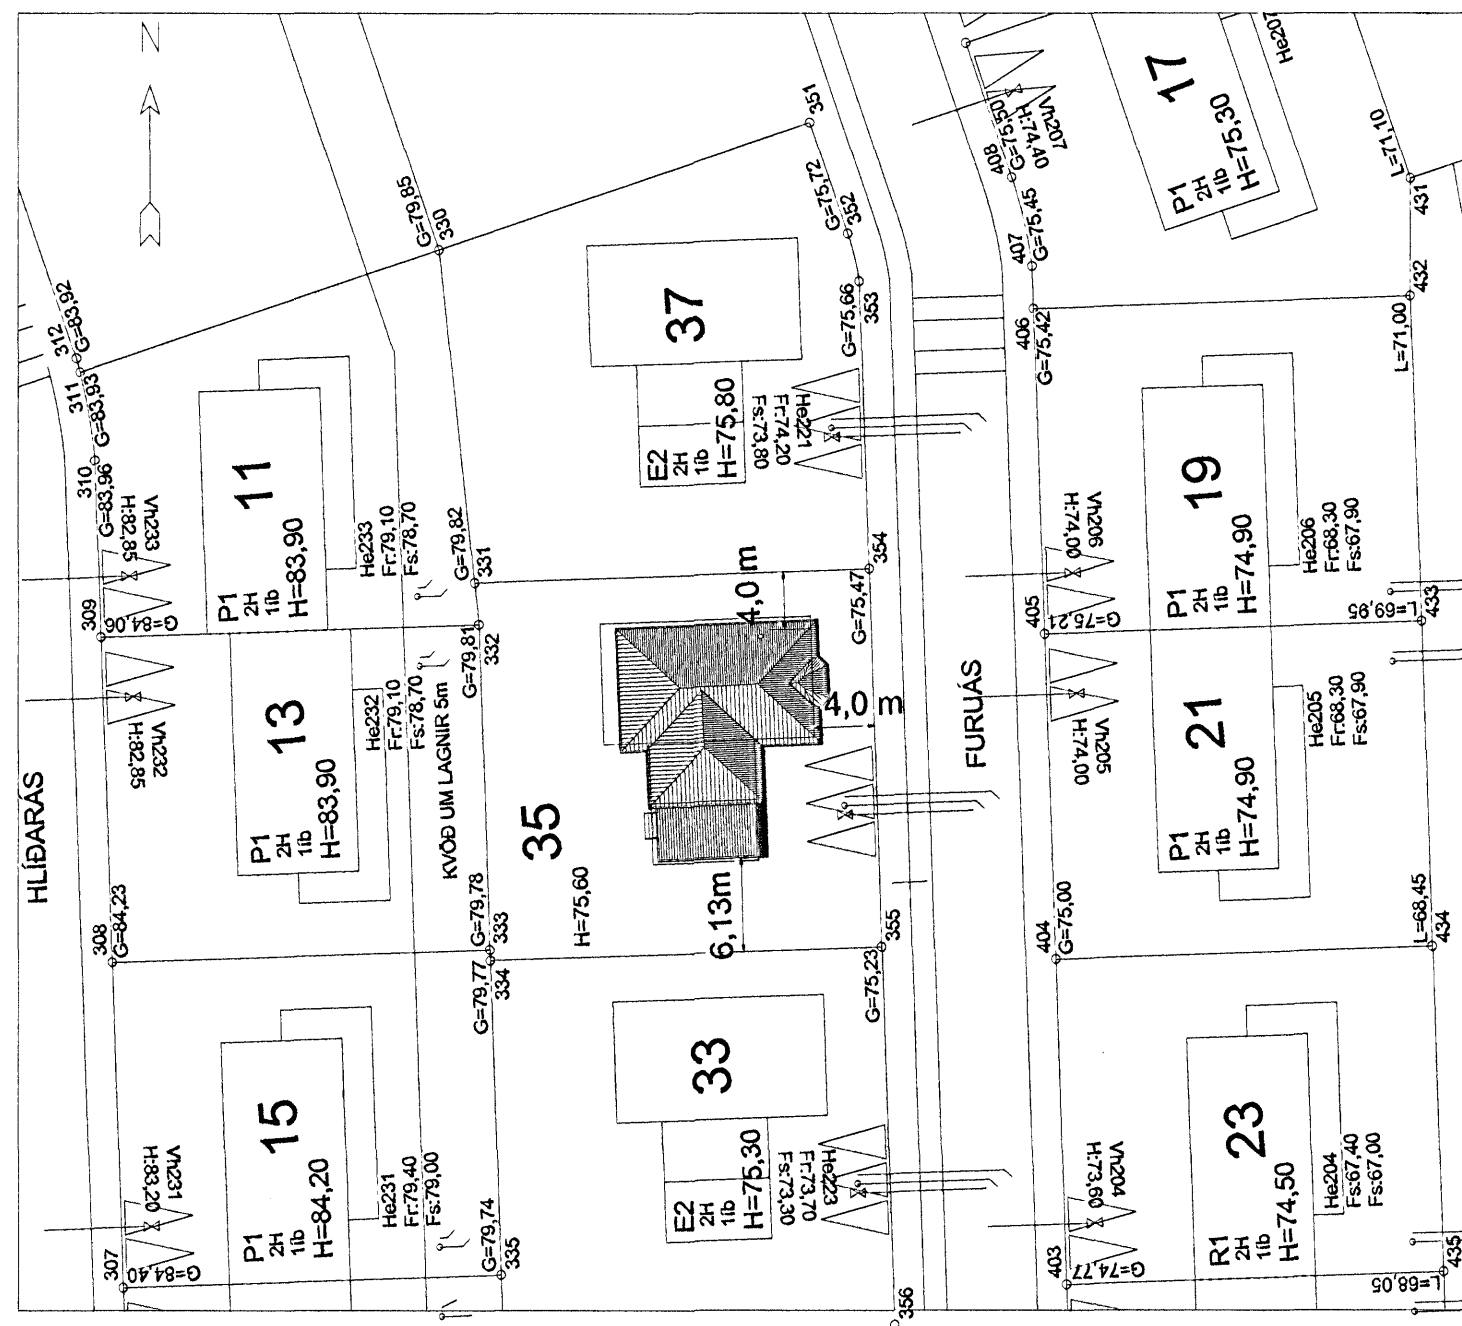 N
HLÍÐARÁS
FURUÁS
KVÖÐ UM LAGNIR 5m
312
G=83,92
311
G=83,93
310
G=83,96
309
G=84,06
308
G=84,23
307
G=84,40
Vh233
H:82,85
Vh232
H:82,85
Vh231
H:83,20
11
P1
2H
1íb
H=83,90
He233
Fr:79,10
Fs:78,70
13
P1
2H
1íb
H=83,90
He232
Fr:79,10
Fs:78,70
15
P1
2H
1íb
H=84,20
He231
Fr:79,40
Fs:79,00
G=79,85
330
G=79,82
331
G=79,81
332
G=79,78
333
G=79,77
334
G=79,74
335
351
G=75,72
352
G=75,66
353
G=75,47
354
355
G=75,23
356
37
E2
2H
1íb
H=75,80
He221
Fr:74,20
Fs:73,80
35
H=75,60
4,0 m
4,0 m
6,13m
33
E2
2H
1íb
H=75,30
He223
Fr:73,70
Fs:73,30
408
G=75,50
H:74,40
Vh207
407
G=75,45
406
G=75,42
405
G=75,21
404
G=75,00
403
G=74,77
Vh206
H:74,00
Vh205
H:74,00
Vh204
H:73,60
17
P1
2H
1íb
H=75,30
He207
19
P1
2H
1íb
H=74,90
He206
Fr:68,30
Fs:67,90
21
P1
2H
1íb
H=74,90
He205
Fr:68,30
Fs:67,90
23
R1
2H
1íb
H=74,50
He204
Fs:67,40
Fs:67,00
L=71,10
431
432
L=71,00
L=69,95
433
L=68,45
434
L=68,05
435